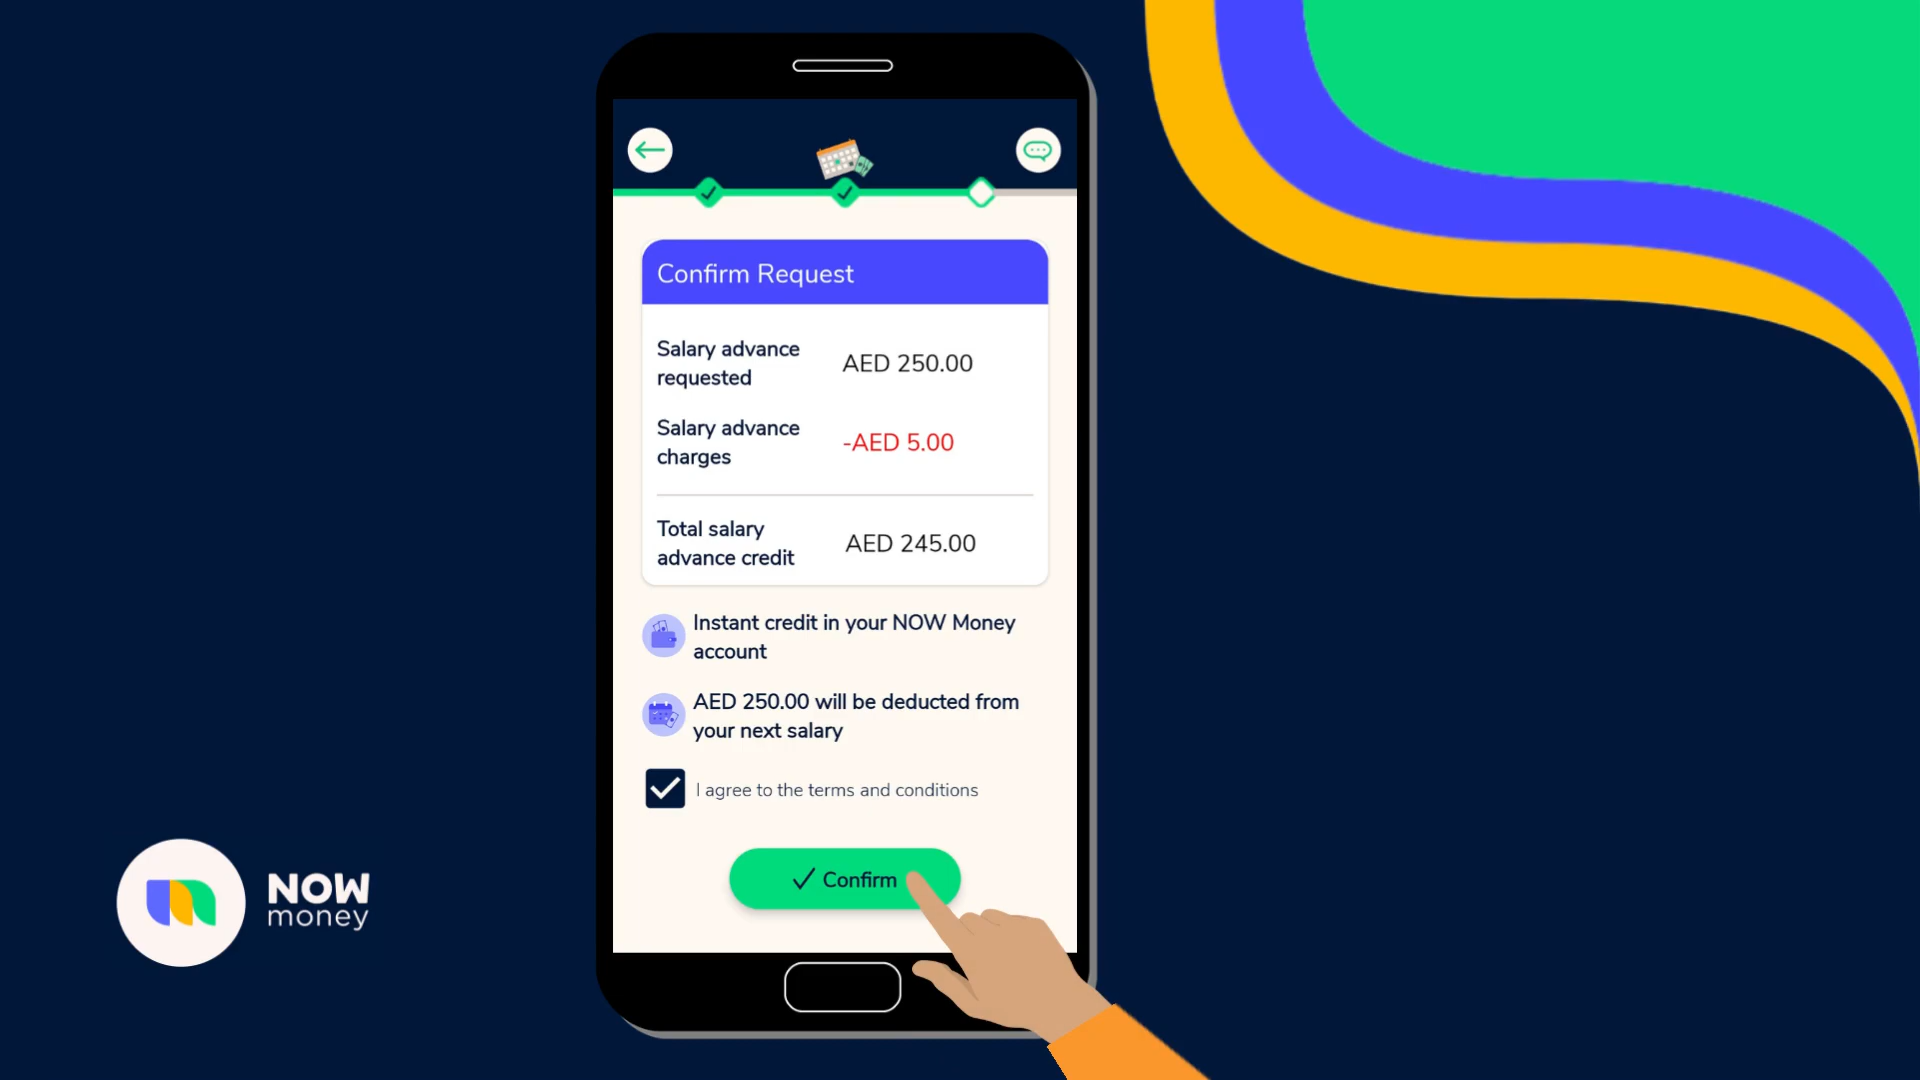 Confirm Request
Salary advance
requested
AED 250.00
Salary advance
charges
-AED 5.00
Total salary
advance credit
AED 245.00
Instant credit in your NOW Money
account
AED 250.00 will be deducted from
your next salary
I agree to the terms and conditions
Confirm
NOW
money